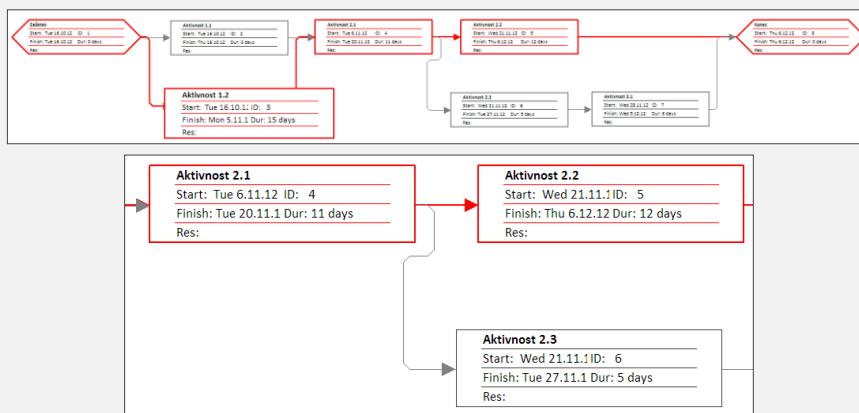 Začetek
Start: Tue 16.10.12 ID: 1
Finish: Tue 16.10.12 Dur: 0 days
Res:
Aktivnost 1.1
Start: Tue 16.10.12 ID: 2
Finish: Thu 18.10.12 Dur: 3 days
Res:
Aktivnost 2.1
Start: Tue 6.11.12 ID: 4
Finish: Tue 20.11.12 Dur: 11 days
Res:
Aktivnost 2.2
Start: Wed 21.11.12 ID: 5
Finish: Thu 6.12.12 Dur: 12 days
Res:
Konec
Start: Thu 6.12.12 ID: 8
Finish: Thu 6.12.12 Dur: 0 days
Res:
Aktivnost 1.2
Start: Tue 16.10.1 ID: 3
Finish: Mon 5.11.1 Dur: 15 days
Res:
Aktivnost 2.3
Start: Wed 21.11.12 ID: 6
Finish: Tue 27.11.12 Dur: 5 days
Res:
Start: Wed 28.11.12 ID: 7
Finish: Wed 5.12.12 Dur: 6 days
Res:
Aktivnost 2.1
Start: Tue 6.11.12 ID: 4
Finish: Tue 20.11.1 Dur: 11 days
Res:
Aktivnost 2.2
Start: Wed 21.11.1 ID: 5
Finish: Thu 6.12.12 Dur: 12 days
Res:
Aktivnost 2.3
Start: Wed 21.11.1 ID: 6
Finish: Tue 27.11.1 Dur: 5 days
Res: